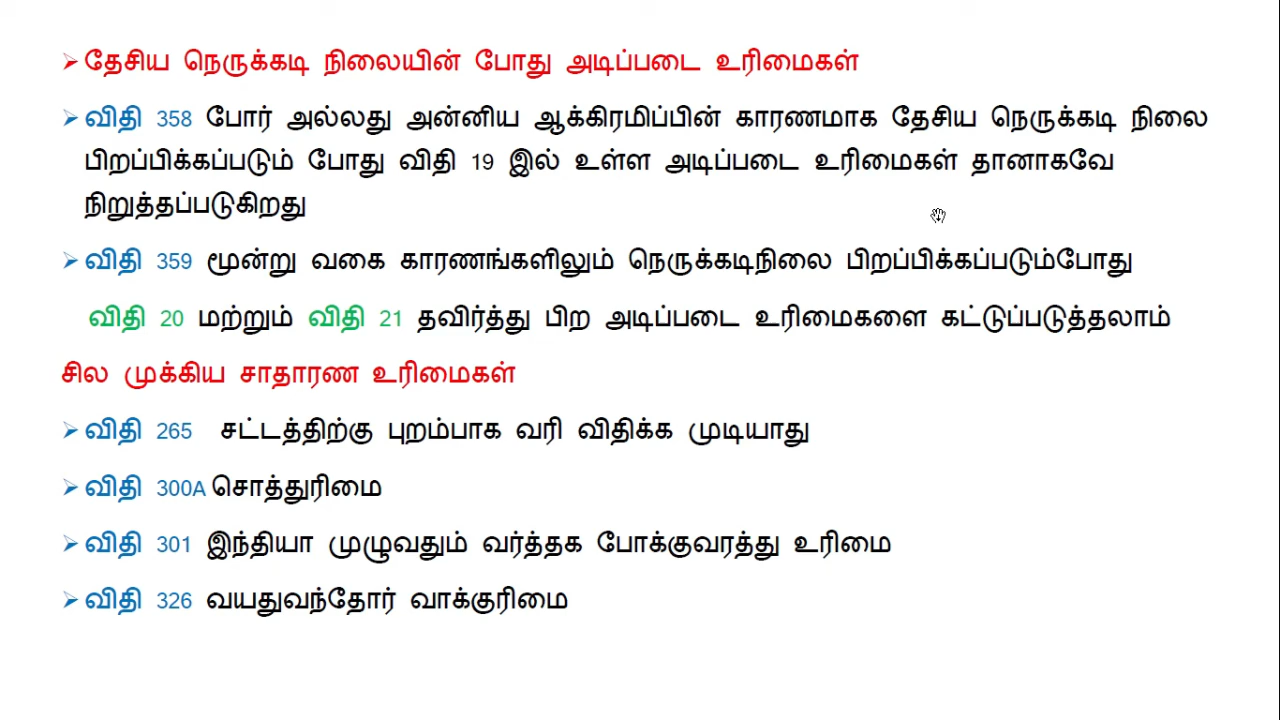 ➢தேசிய நெருக்கடி நிலையின் போது அடிப்படை உரிமைகள்
➢விதி 358 போர் அல்லது அன்னிய ஆக்கிரமிப்பின் காரணமாக தேசிய நெருக்கடி நிலை
பிறப்பிக்கப்படும் போது விதி 19 இல் உள்ள அடிப்படை உரிமைகள் தானாகவே
நிறுத்தப்படுகிறது
➢விதி 359 மூன்று வகை காரணங்களிலும் நெருக்கடிநிலை பிறப்பிக்கப்படும்போது
விதி 20 மற்றும் விதி 21 தவிர்த்து பிற அடிப்படை உரிமைகளை கட்டுப்படுத்தலாம்
சில முக்கிய சாதாரண உரிமைகள்
➢விதி 265 சட்டத்திற்கு புறம்பாக வரி விதிக்க முடியாது
➢விதி 300A சொத்துரிமை
➢விதி 301 இந்தியா முழுவதும் வர்த்தக போக்குவரத்து உரிமை
➢விதி 326 வயதுவந்தோர் வாக்குரிமை